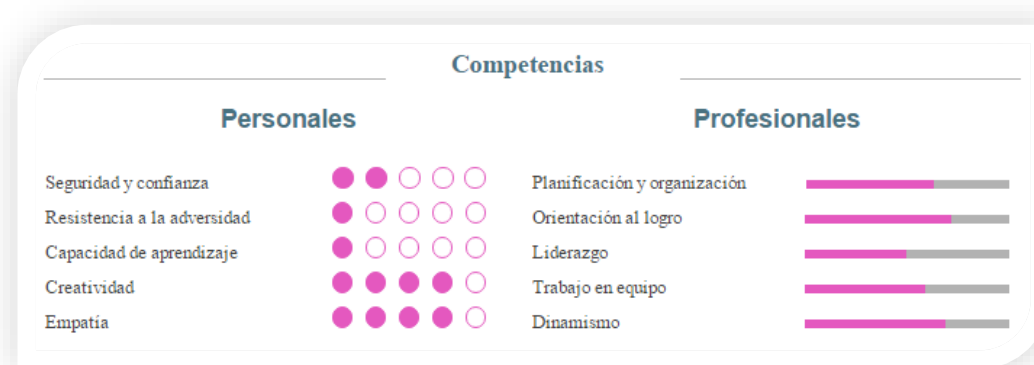 Competencias
Personales
Seguridad y confianza
Resistencia a la adversidad
Capacidad de aprendizaje
Creatividad
Empatía
Profesionales
Planificación y organización
Orientación al logro
Liderazgo
Trabajo en equipo
Dinamismo